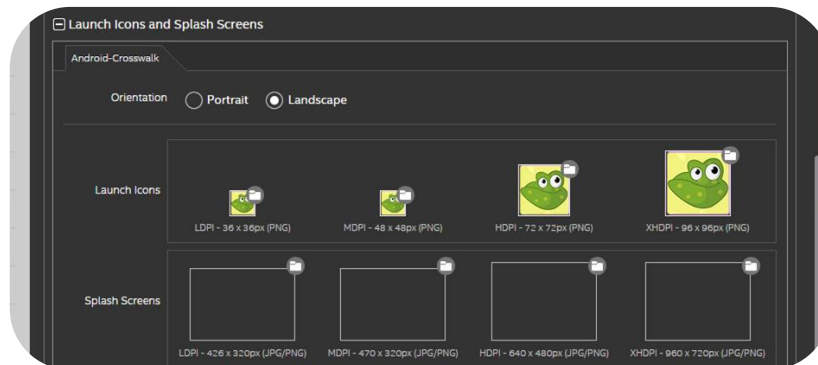 Launch Icons and Splash Screens
Android-Crosswalk
Orientation Portrait Landscape
Launch Icons
LDPI - 36 x 36px (PNG) MDPI - 48 x 48px (PNG) HDPI - 72 x 72px (PNG) XHDPI - 96 x 96px (PNG)
Splash Screens
LDPI - 426 x 320px (JPG/PNG) MDPI - 470 x 320px (JPG/PNG) HDPI - 640 x 480px (JPG/PNG) XHDPI - 960 x 720px (JPG/PNG)